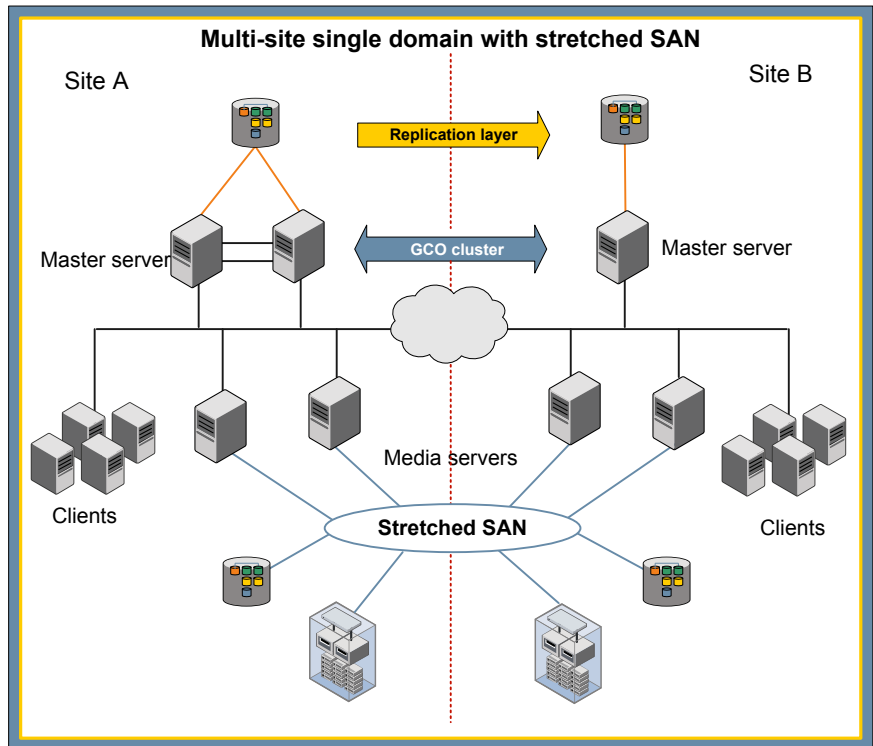 Multi-site single domain with stretched SAN
Site A
Site B
Replication layer
Master server
GCO cluster
Master server
Media servers
Clients
Stretched SAN
Clients